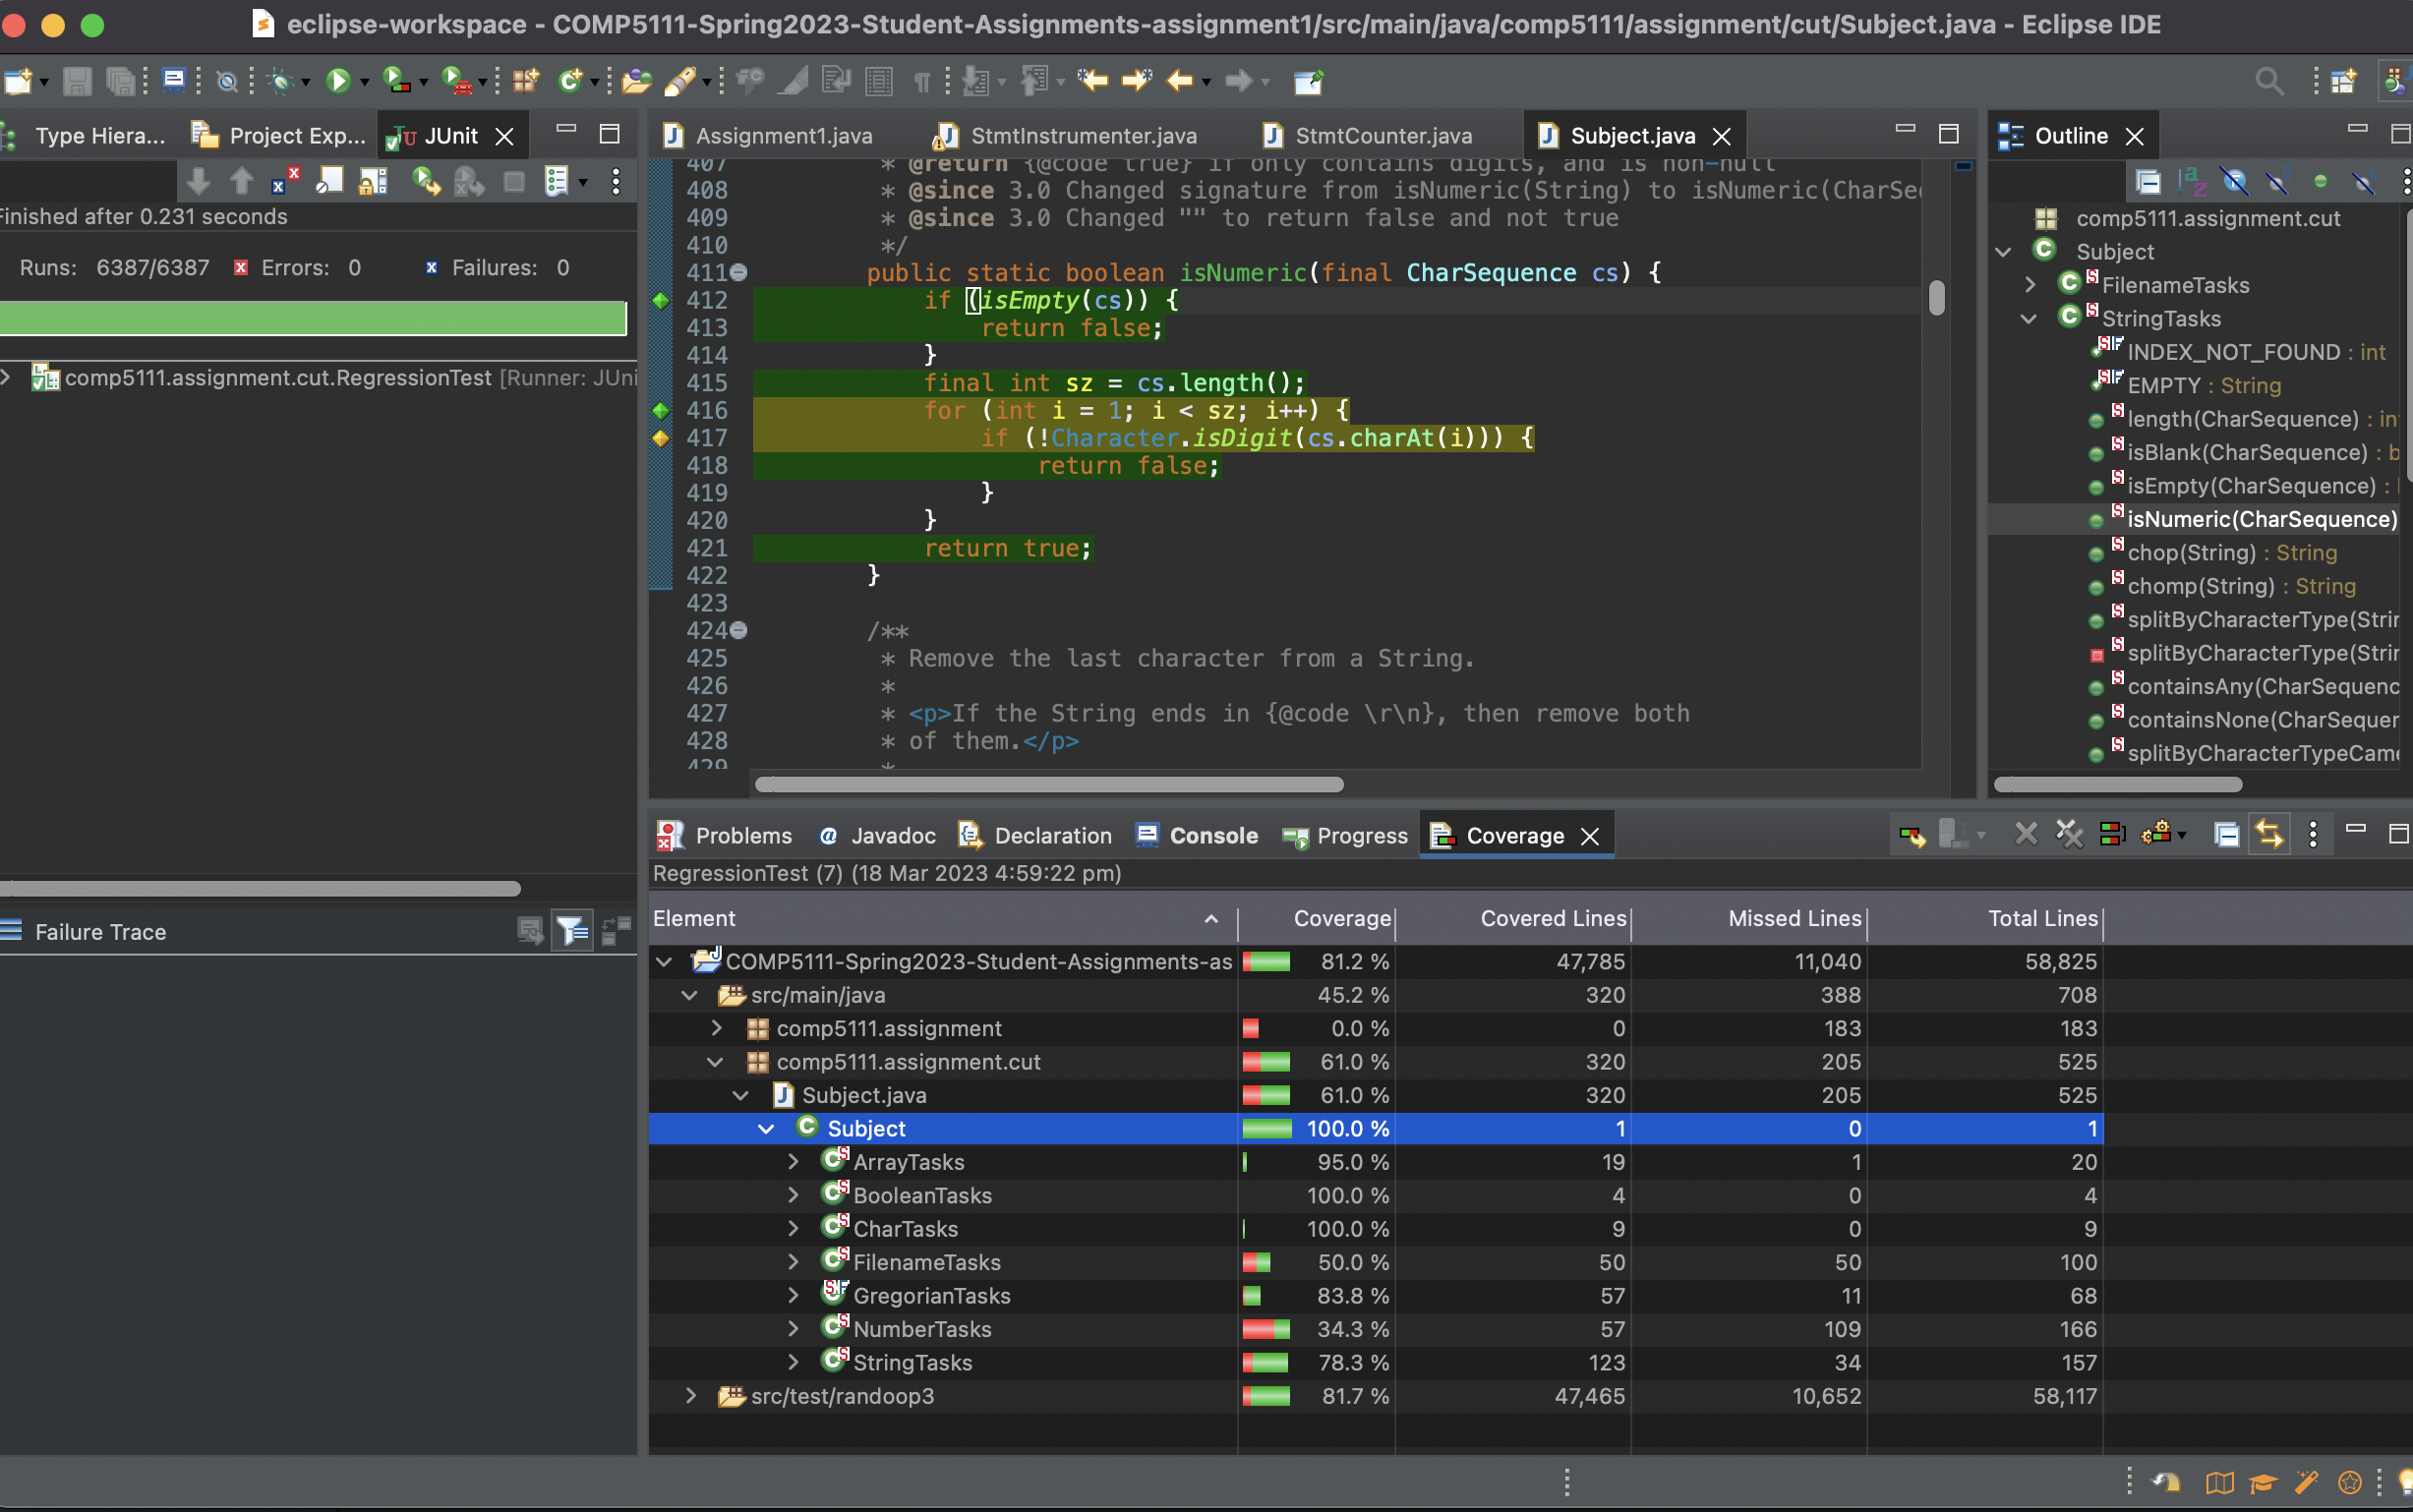 eclipse-workspace - COMP5111-Spring2023-Student-Assignments-assignment1/src/main/java/comp5111/assignment/cut/Subject.java - Eclipse IDE
Type Hiera...
Project Exp...
JUnit
Finished after 0.231 seconds
Runs: 6387/6387
Errors: 0
Failures: 0
comp5111.assignment.cut.RegressionTest [Runner: JUni
Failure Trace
Assignment1.java
StmtInstrumenter.java
StmtCounter.java
Subject.java
407 * @return {@code true} if only contains digits, and is non-null
408 * @since 3.0 Changed signature from isNumeric(String) to isNumeric(CharSe
409 * @since 3.0 Changed "" to return false and not true
410 */
411 public static boolean isNumeric(final CharSequence cs) {
412 if (isEmpty(cs)) {
413 return false;
414 }
415 final int sz = cs.length();
416 for (int i = 1; i < sz; i++) {
417 if (!Character.isDigit(cs.charAt(i))) {
418 return false;
419 }
420 }
421 return true;
422 }
423
424 /**
425 * Remove the last character from a String.
426 *
427 * <p>If the String ends in {@code \r\n}, then remove both
428 * of them.</p>
429 *
Outline
comp5111.assignment.cut
Subject
FilenameTasks
StringTasks
INDEX_NOT_FOUND : int
EMPTY : String
length(CharSequence) : in
isBlank(CharSequence) : b
isEmpty(CharSequence) :
isNumeric(CharSequence)
chop(String) : String
chomp(String) : String
splitByCharacterType(Strin
splitByCharacterType(Strin
containsAny(CharSequenc
containsNone(CharSequen
splitByCharacterTypeCame
Problems
Javadoc
Declaration
Console
Progress
Coverage
RegressionTest (7) (18 Mar 2023 4:59:22 pm)
Element Coverage Covered Lines Missed Lines Total Lines
COMP5111-Spring2023-Student-Assignments-as 81.2 % 47,785 11,040 58,825
src/main/java 45.2 % 320 388 708
comp5111.assignment 0.0 % 0 183 183
comp5111.assignment.cut 61.0 % 320 205 525
Subject.java 61.0 % 320 205 525
Subject 100.0 % 1 0 1
ArrayTasks 95.0 % 19 1 20
BooleanTasks 100.0 % 4 0 4
CharTasks 100.0 % 9 0 9
FilenameTasks 50.0 % 50 50 100
GregorianTasks 83.8 % 57 11 68
NumberTasks 34.3 % 57 109 166
StringTasks 78.3 % 123 34 157
src/test/randoop3 81.7 % 47,465 10,652 58,117